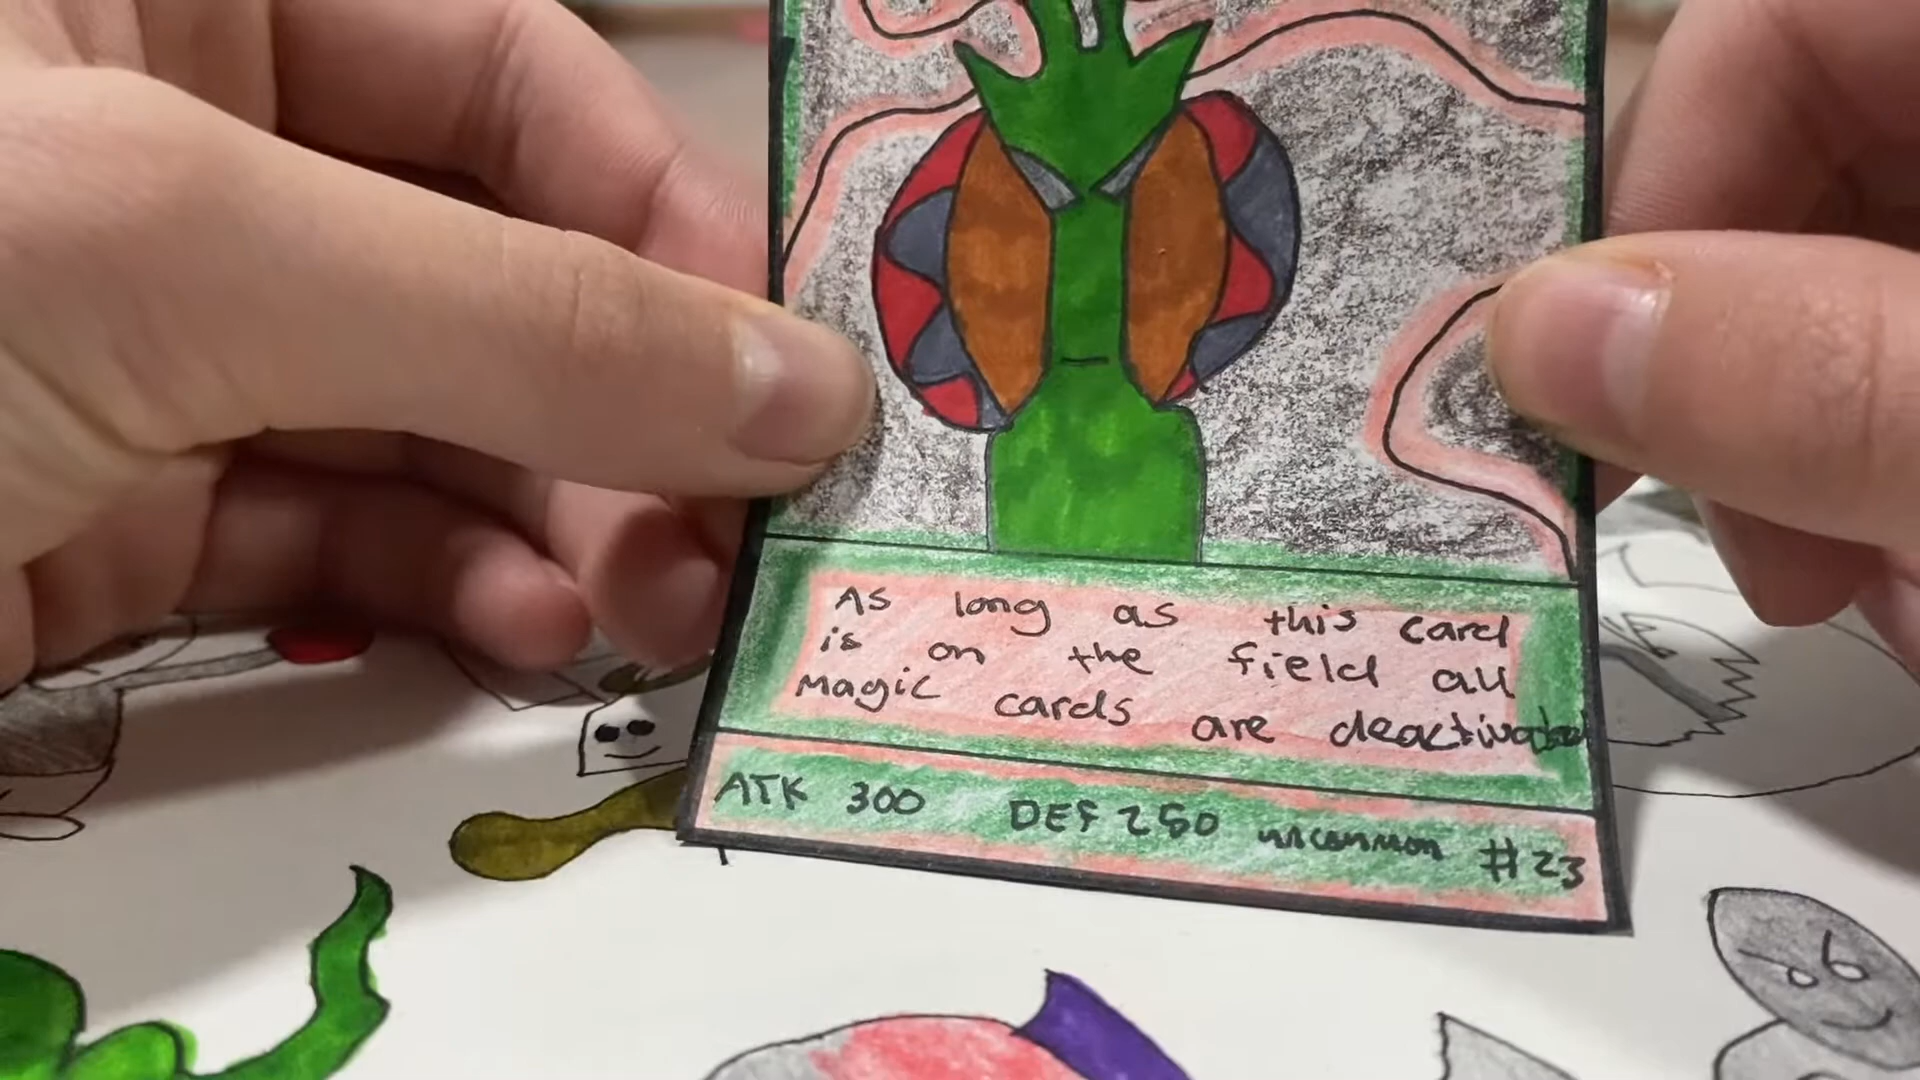 As long as this card
is on the field all
Magic cards are deactivated
ATK 300 DEF 250 uncommon #23